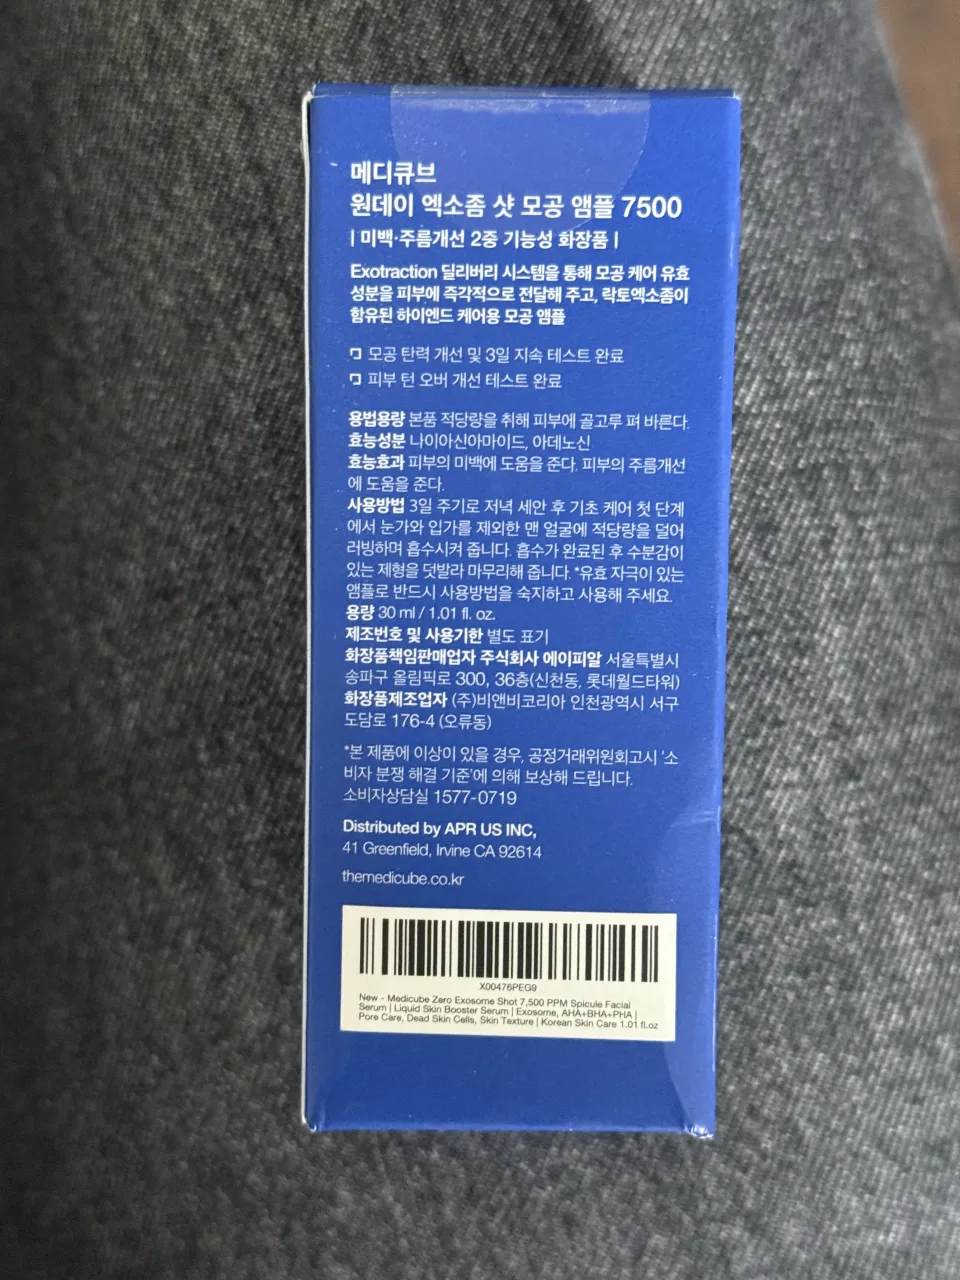 메디큐브
원데이 엑소좀 샷 모공 앰플 7500
| 미백·주름개선 2중 기능성 화장품 |
Exotraction 딜리버리 시스템을 통해 모공 케어 유효
성분을 피부에 즉각적으로 전달해 주고, 락토엑소좀이
함유된 하이엔드 케어용 모공 앰플
모공 탄력 개선 및 3일 지속 테스트 완료
피부 턴 오버 개선 테스트 완료
용법용량 본품 적당량을 취해 피부에 골고루 펴 바른다.
효능성분 나이아신아마이드, 아데노신
효능효과 피부의 미백에 도움을 준다. 피부의 주름개선
에 도움을 준다.
사용방법 3일 주기로 저녁 세안 후 기초 케어 첫 단계
에서 눈가와 입가를 제외한 맨 얼굴에 적당량을 덜어
러빙하며 흡수시켜 줍니다. 흡수가 완료된 후 수분감이
있는 제형을 덧발라 마무리해 줍니다. *유효 자극이 있는
앰플로 반드시 사용방법을 숙지하고 사용해 주세요.
용량 30 ml / 1.01 fl. oz.
제조번호 및 사용기한 별도 표기
화장품책임판매업자 주식회사 에이피알 서울특별시
송파구 올림픽로 300, 36층(신천동, 롯데월드타워)
화장품제조업자 (주)비앤비코리아 인천광역시 서구
도담로 176-4 (오류동)
*본 제품에 이상이 있을 경우, 공정거래위원회고시 '소
비자 분쟁 해결 기준'에 의해 보상해 드립니다.
소비자상담실 1577-0719
Distributed by APR US INC,
41 Greenfield, Irvine CA 92614
themedicube.co.kr
X00476PEG9
New - Medicube Zero Exosome Shot 7,500 PPM Spicule Facial
Serum | Liquid Skin Booster Serum | Exosome, AHA+BHA+PHA |
Pore Care, Dead Skin Cells, Skin Texture | Korean Skin Care 1.01 fl.oz